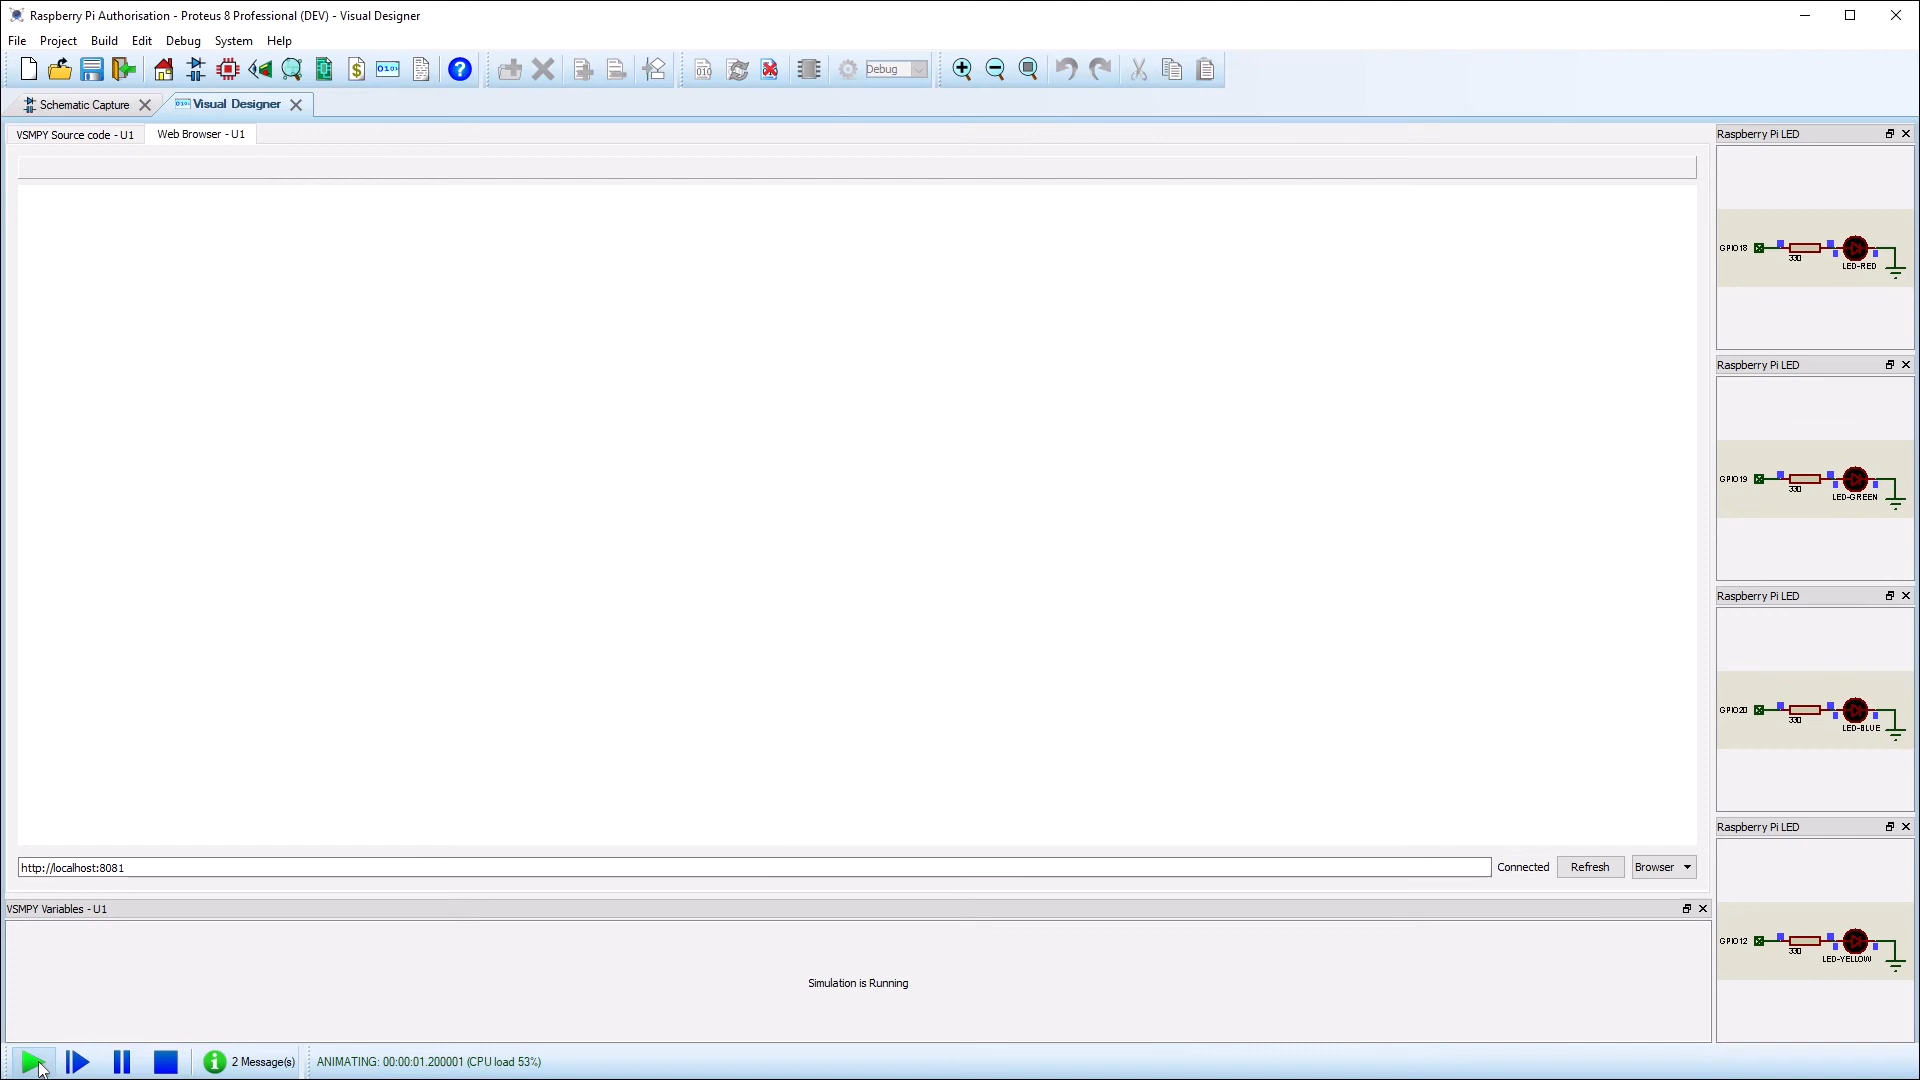 Raspberry Pi Authorisation - Proteus 8 Professional (DEV) - Visual Designer
File Project Build Edit Debug System Help
$ 0101 ? 010 Debug
Schematic Capture Visual Designer
VSMPY Source code - U1 Web Browser - U1
Raspberry Pi LED
GPIO18
330
LED-RED
Raspberry Pi LED
GPIO19
330
LED-GREEN
Raspberry Pi LED
GPIO20
330
LED-BLUE
Raspberry Pi LED
GPIO12
330
LED-YELLOW
http://localhost:8081 Connected Refresh Browser
VSMPY Variables - U1
Simulation is Running
2 Message(s) ANIMATING: 00:00:01.200001 (CPU load 53%)